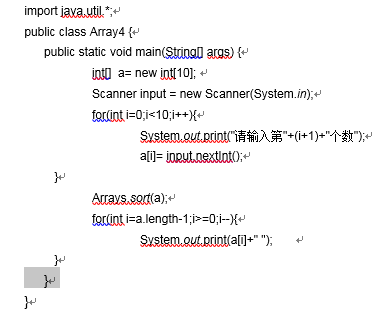 import java.util.*;
public class Array4 {
public static void main(String[] args) {
int[]  a= new int[10];
Scanner input = new Scanner(System.in);
for(int i=0;i<10;i++){
System.out.print("请输入第"+(i+1)+"个数");
a[i]= input.nextInt();
}
Arrays.sort(a);
for(int i=a.length-1;i>=0;i--){
System.out.print(a[i]+" ");
}
}
}